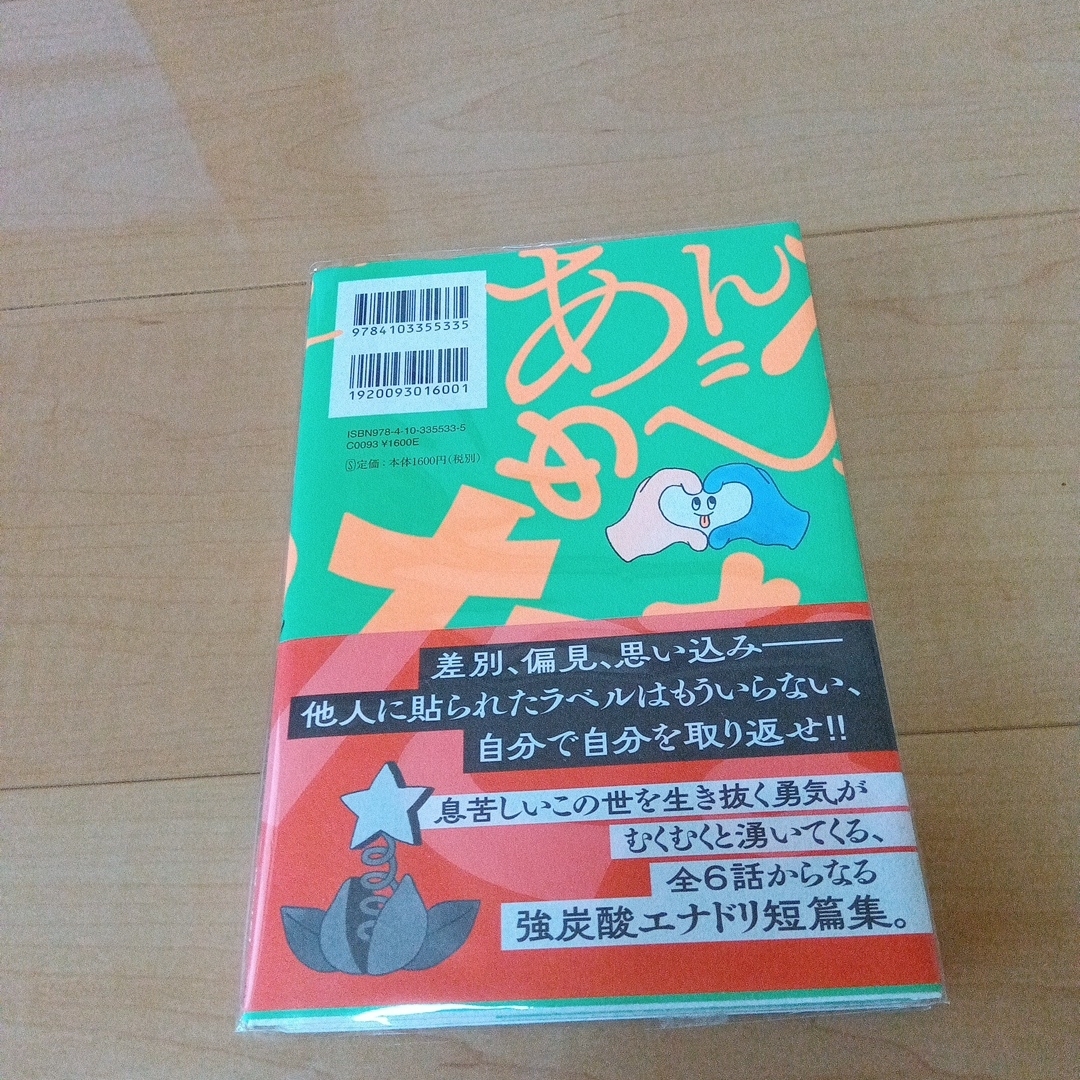 9784103355335
1920093016001
ISBN978-4-10-335533-5
C0093 ¥1600E
Ⓢ定価：本体1600円(税別)
あん
め
差別、偏見、思い込み——
他人に貼られたラベルはもういらない、
自分で自分を取り返せ!!
息苦しいこの世を生き抜く勇気が
むくむくと湧いてくる、
全6話からなる
強炭酸エナドリ短篇集。